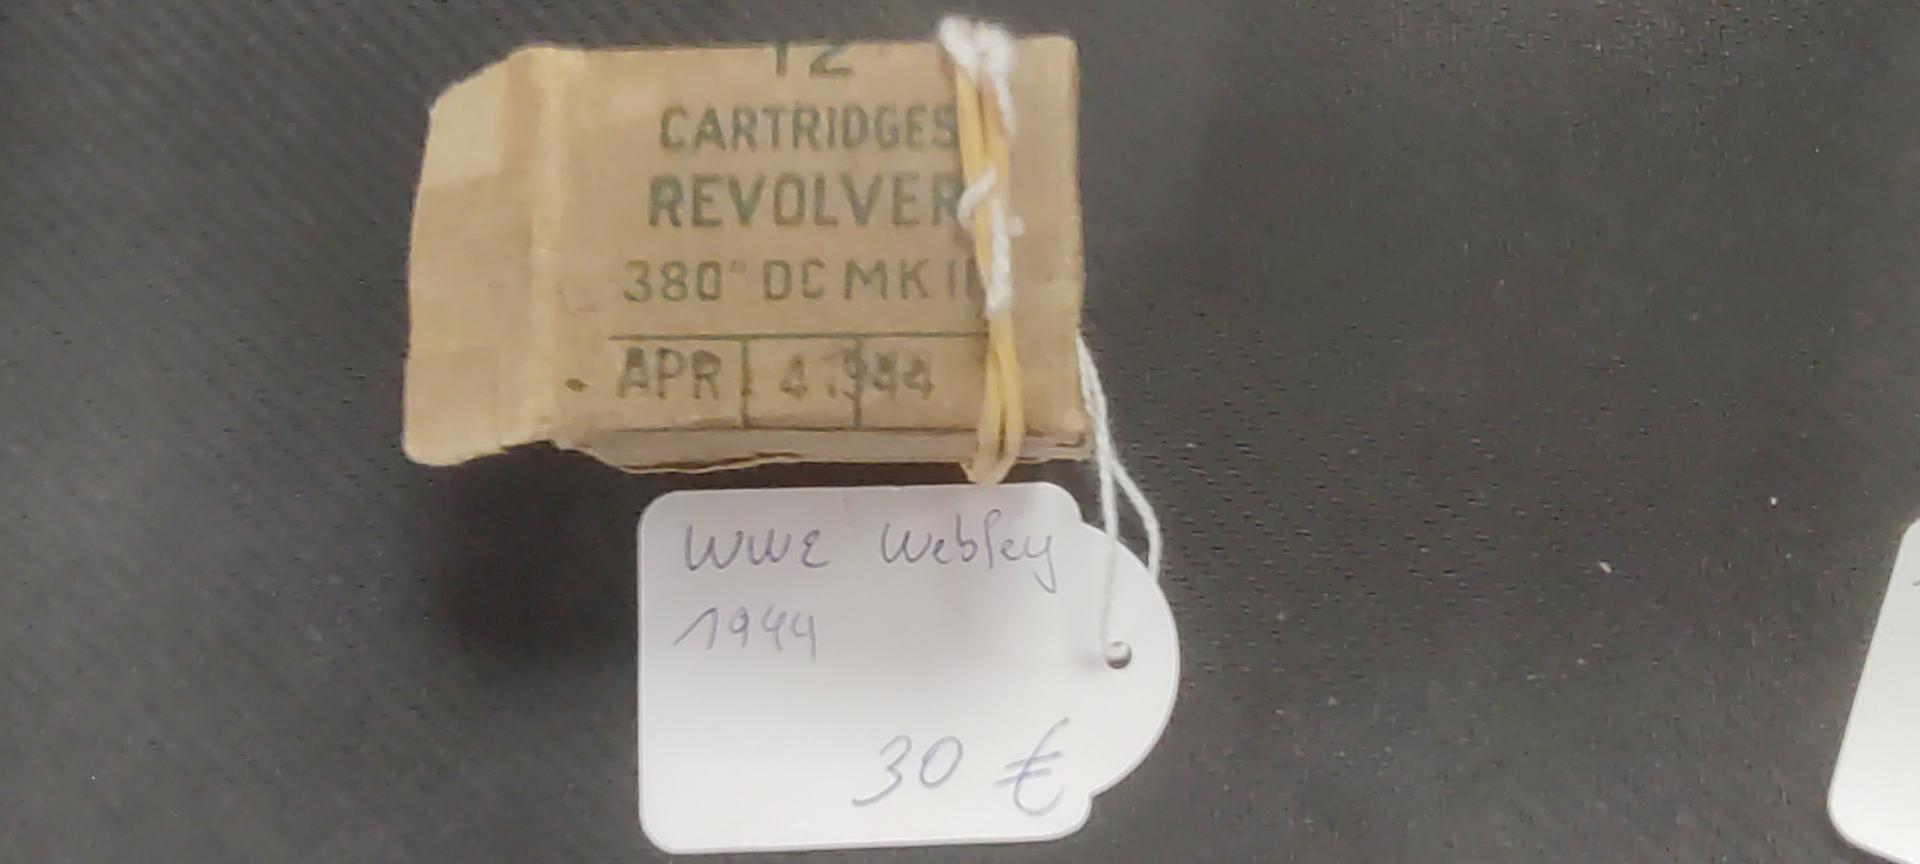 12
CARTRIDGES
REVOLVER
380" DC MK II
APR. 4.1944
WW2 Webley
1944
30 €